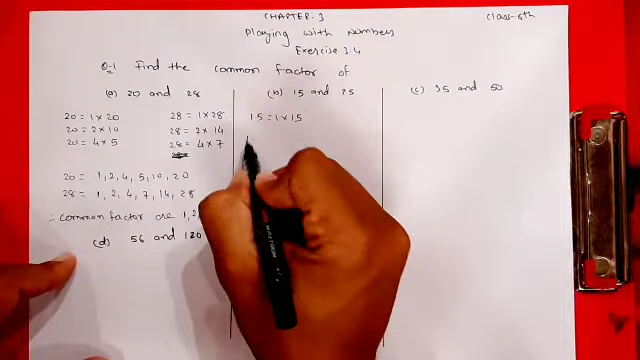 CHAPTER-3
Class-6th
Playing with Numbers
Exercise 3.4
Q-1 Find the common factor of
(a) 20 and 28
20 = 1×20
28 = 1×28
20 = 2×10
28 = 2×14
20 = 4×5
28 = 4×7
20 = 1,2,4,5,10,20
28 = 1,2,4,7,14,28
∴ common factor are 1,2,
(b) 15 and 25
15 = 1×15
(c) 35 and 50
(d) 56 and 120